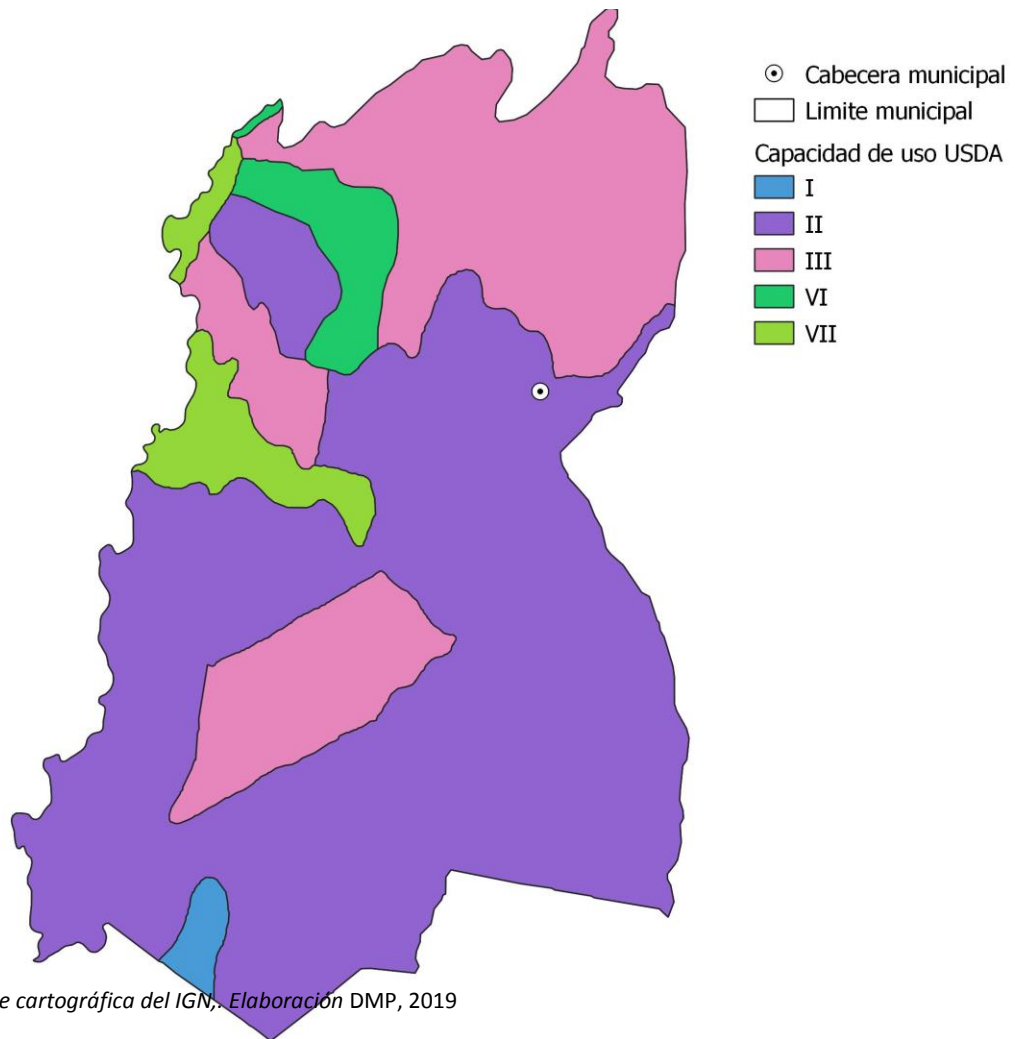 Cabecera municipal
Limite municipal
Capacidad de uso USDA
I
II
III
VI
VII
e cartográfica del IGN,. Elaboración DMP, 2019